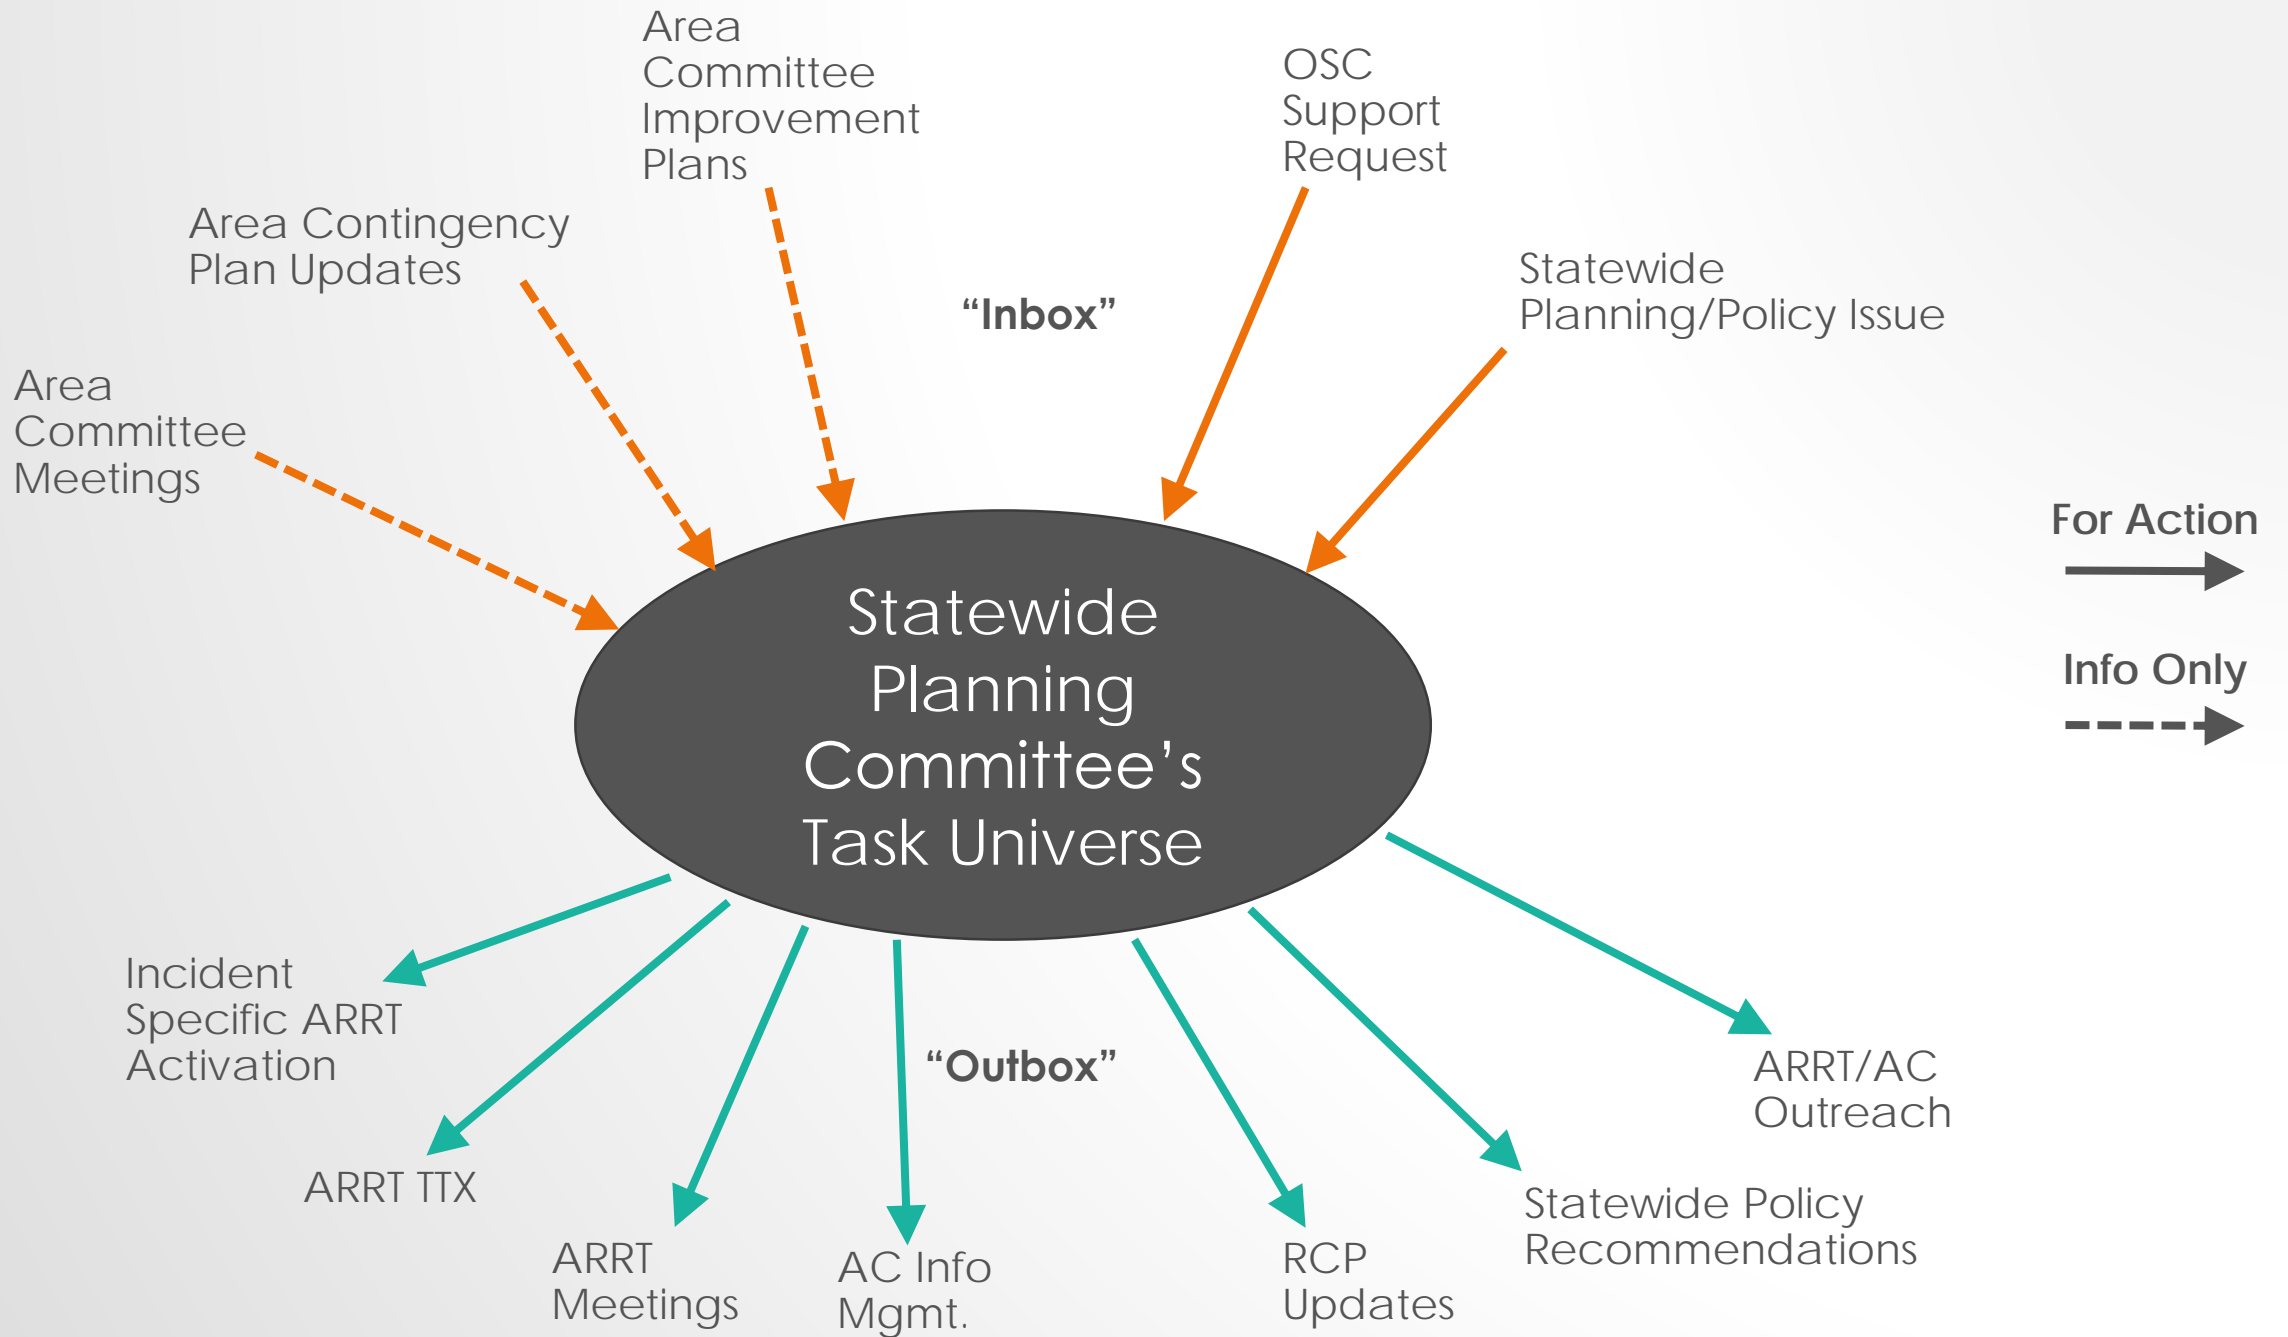 Area
Committee
Improvement
Plans
OSC
Support
Request
Area Contingency
Plan Updates
Statewide
Planning/Policy Issue
“Inbox”
Area
Committee
Meetings
For Action
Info Only
Statewide
Planning
Committee’s
Task Universe
Incident
Specific ARRT
Activation
“Outbox”
ARRT/AC
Outreach
ARRT TTX
Statewide Policy
Recommendations
ARRT
Meetings
AC Info
Mgmt.
RCP
Updates